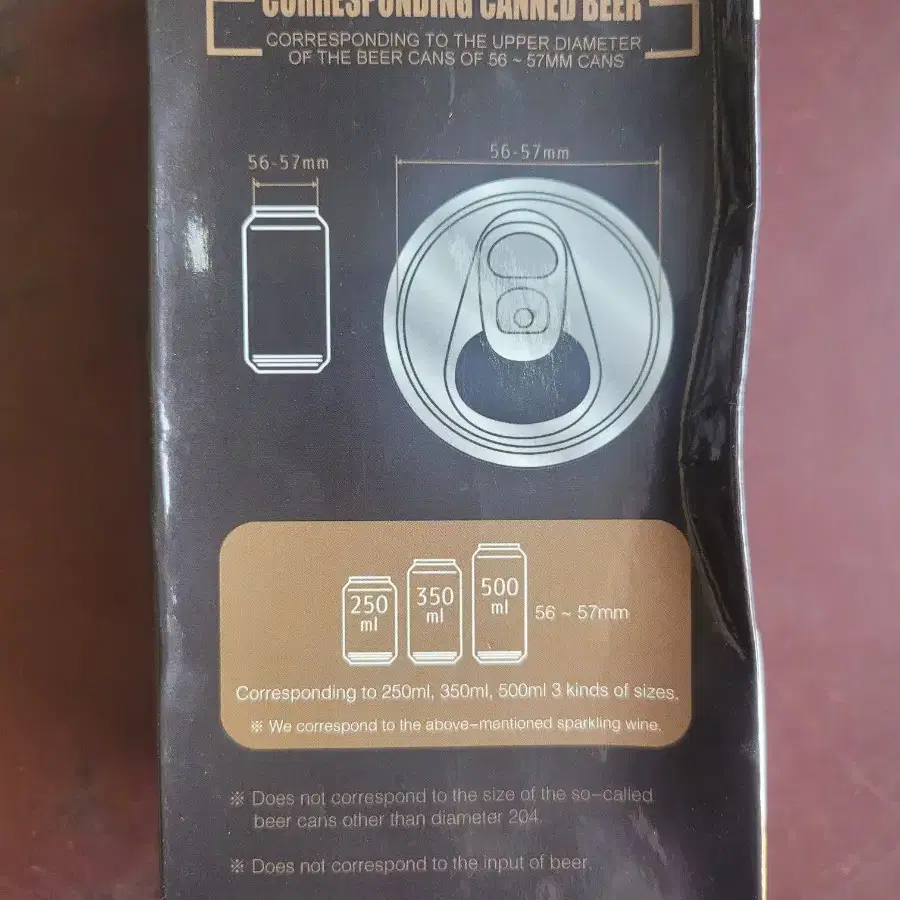 CORRESPONDING CANNED BEER
CORRESPONDING TO THE UPPER DIAMETER
OF THE BEER CANS OF 56 ~ 57MM CANS
56-57mm
56-57mm
250
ml
350
ml
500
ml
56 ~ 57mm
Corresponding to 250ml, 350ml, 500ml 3 kinds of sizes.
※ We correspond to the above-mentioned sparkling wine.
※ Does not correspond to the size of the so-called
beer cans other than diameter 204.
※ Does not correspond to the input of beer.